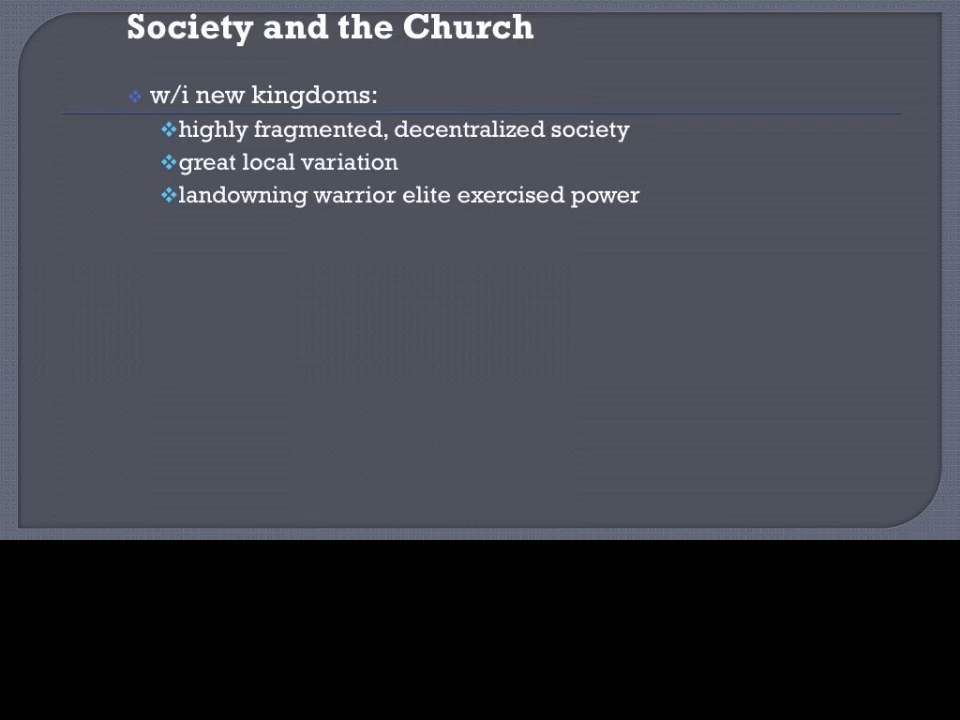 Society and the Church
w/i new kingdoms:
highly fragmented, decentralized society
great local variation
landowning warrior elite exercised power